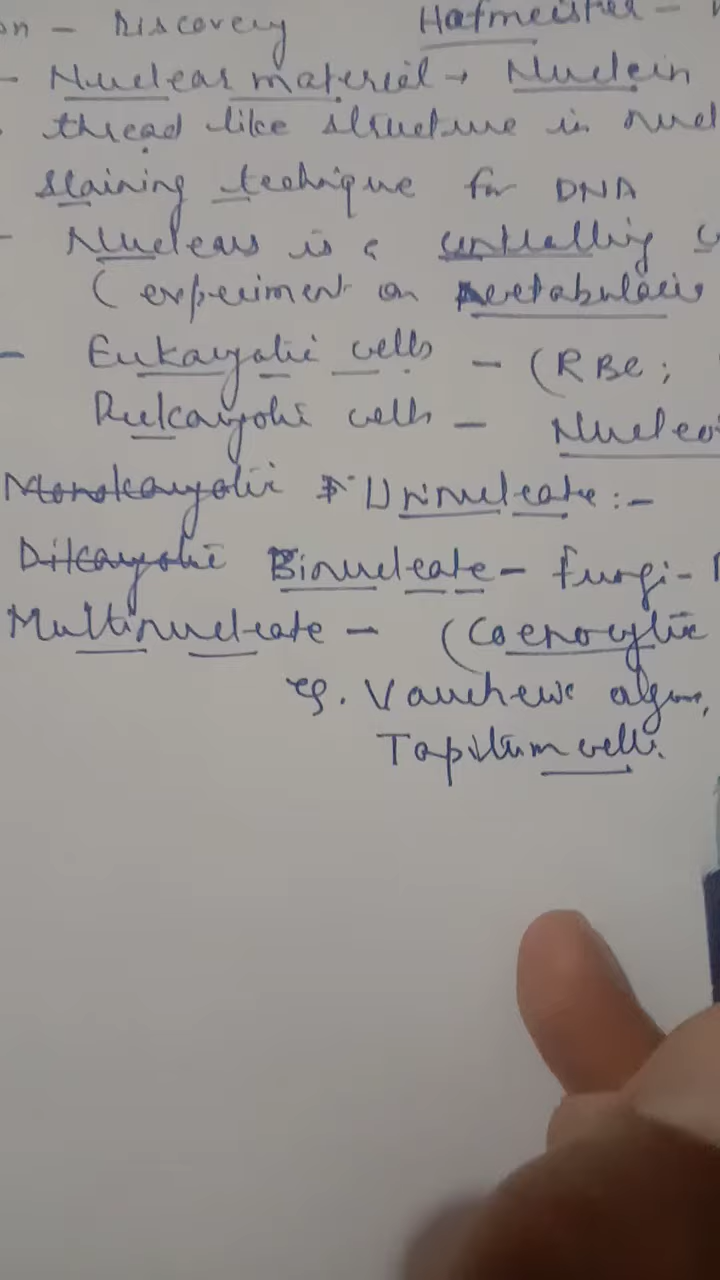 on - Discovery Hofmeister -
- Nuclear material → Nuclein
thread like structure in nucl
staining technique for DNA
- Nucleus is a controlling c
(experiment on Acetabularia
- Eukaryotic cells - (RBC;
Prokaryotic cells - Nucleo
Monokaryotic Uninucleate :-
Dikaryotic Binucleate - fungi -
Multinucleate - (Coenocytic
eg. Vaucheria algae,
Tapetum cells.